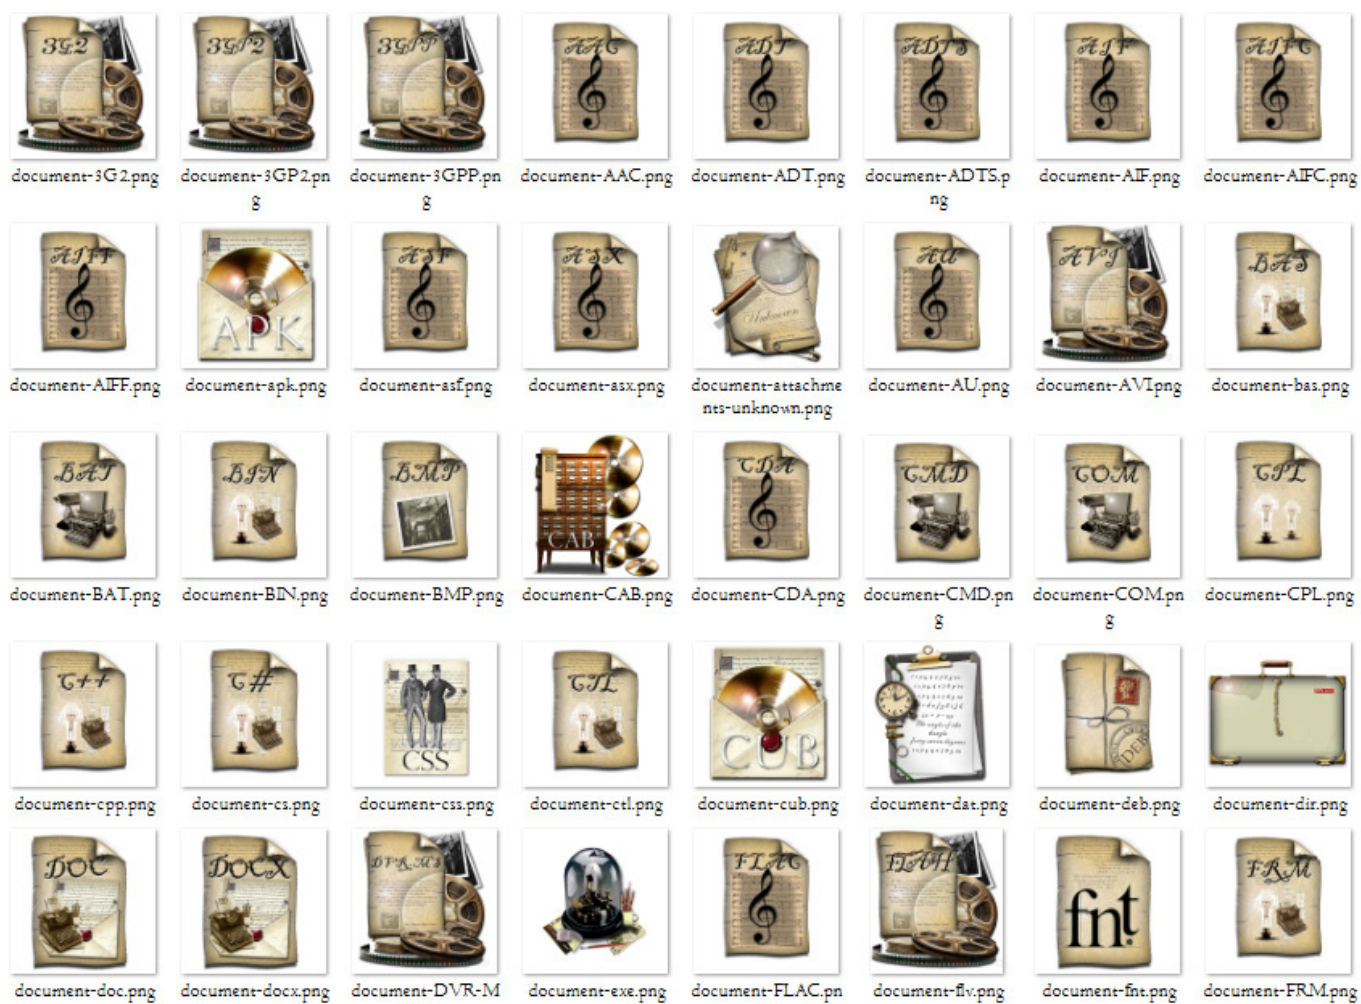 3G2 3GP2 3GPP AAC ADT ADTS AIF AIFC
document-3G2.png document-3GP2.pn document-3GPP.pn document-AAC.png document-ADT.png document-ADTS.p document-AIF.png document-AIFC.png
g g ng
AIFF APK ASF ASX Unknown AU AVI BAS
document-AIFF.png document-apk.png document-asf.png document-asx.png document-attachme document-AU.png document-AVI.png document-bas.png
nts-unknown.png
BAT BIN BMP CAB CDA CMD COM CPL
document-BAT.png document-BIN.png document-BMP.png document-CAB.png document-CDA.png document-CMD.pn document-COM.pn document-CPL.png
g g
C++ C# CSS CTL CUB
document-cpp.png document-cs.png document-css.png document-ctl.png document-cub.png document-dat.png document-deb.png document-dir.png
DOC DOCX DVR-MS FLAC FLASH fnt FRM
document-doc.png document-docx.png document-DVR-M document-exe.png document-FLAC.pn document-flv.png document-fnt.png document-FRM.png